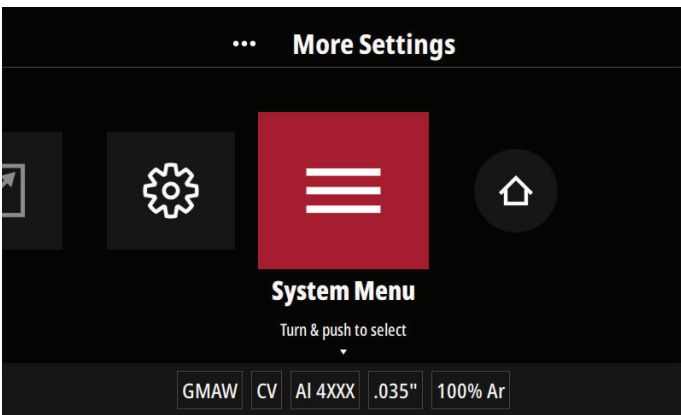 More Settings
System Menu
Turn & push to select
GMAW CV Al 4XXX .035" 100% Ar